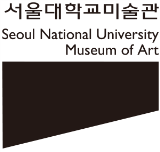 서울대학교미술관
Seoul National University
Museum of Art